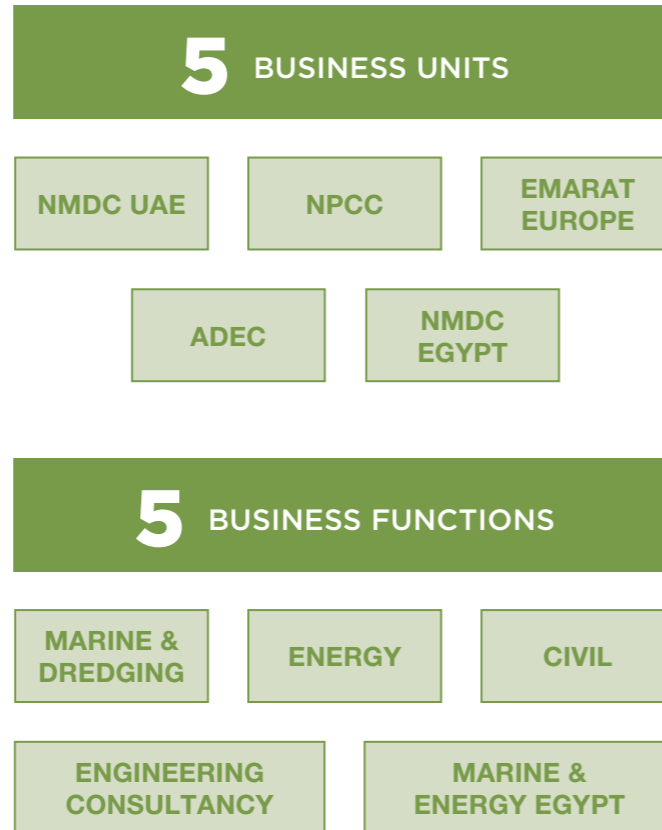 5 BUSINESS UNITS
NMDC UAE
NPCC
EMARAT
EUROPE
ADEC
NMDC
EGYPT
5 BUSINESS FUNCTIONS
MARINE &
DREDGING
ENERGY
CIVIL
ENGINEERING
CONSULTANCY
MARINE &
ENERGY EGYPT